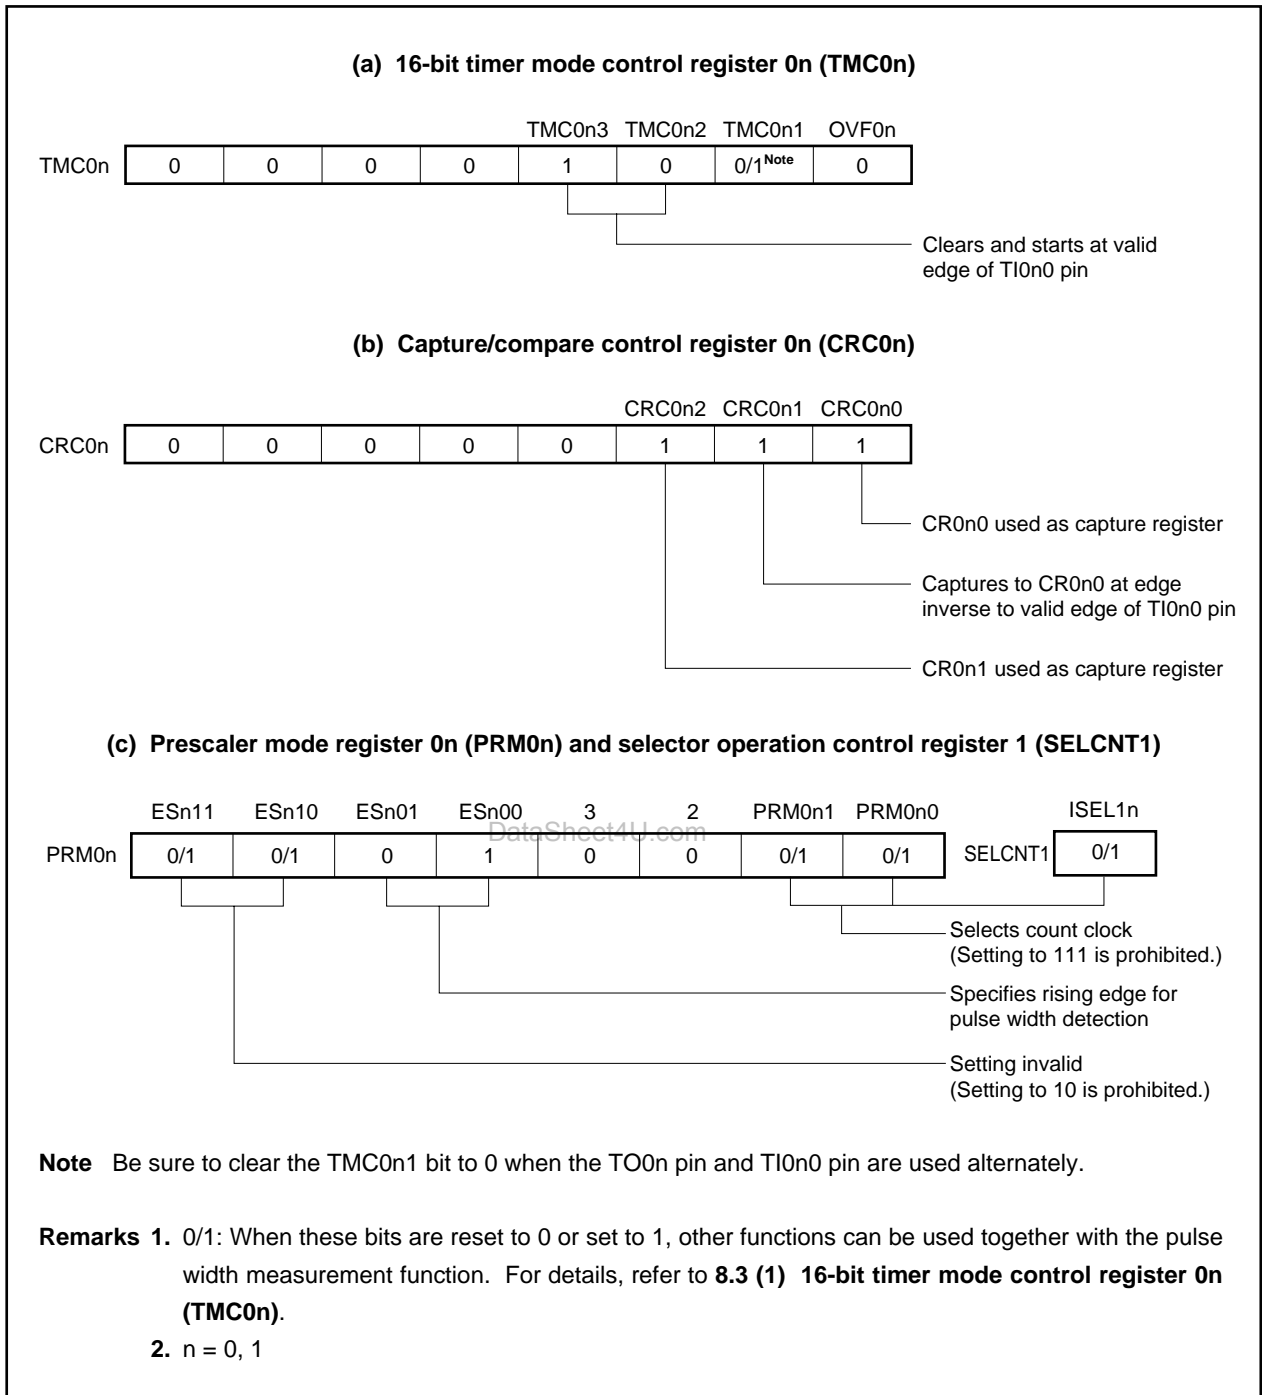 (a) 16-bit timer mode control register 0n (TMC0n)
TMC0n3 TMC0n2 TMC0n1 OVF0n
TMC0n 0 0 0 0 1 0 0/1Note 0
Clears and starts at valid
edge of TI0n0 pin
(b) Capture/compare control register 0n (CRC0n)
CRC0n2 CRC0n1 CRC0n0
CRC0n 0 0 0 0 0 1 1 1
CR0n0 used as capture register
Captures to CR0n0 at edge
inverse to valid edge of TI0n0 pin
CR0n1 used as capture register
(c) Prescaler mode register 0n (PRM0n) and selector operation control register 1 (SELCNT1)
ESn11 ESn10 ESn01 ESn00 3 2 PRM0n1 PRM0n0 ISEL1n
DataSheet4U.com
PRM0n 0/1 0/1 0 1 0 0 0/1 0/1 SELCNT1 0/1
Selects count clock
(Setting to 111 is prohibited.)
Specifies rising edge for
pulse width detection
Setting invalid
(Setting to 10 is prohibited.)
Note Be sure to clear the TMC0n1 bit to 0 when the TO0n pin and TI0n0 pin are used alternately.
Remarks 1. 0/1: When these bits are reset to 0 or set to 1, other functions can be used together with the pulse
width measurement function. For details, refer to 8.3 (1) 16-bit timer mode control register 0n
(TMC0n).
2. n = 0, 1